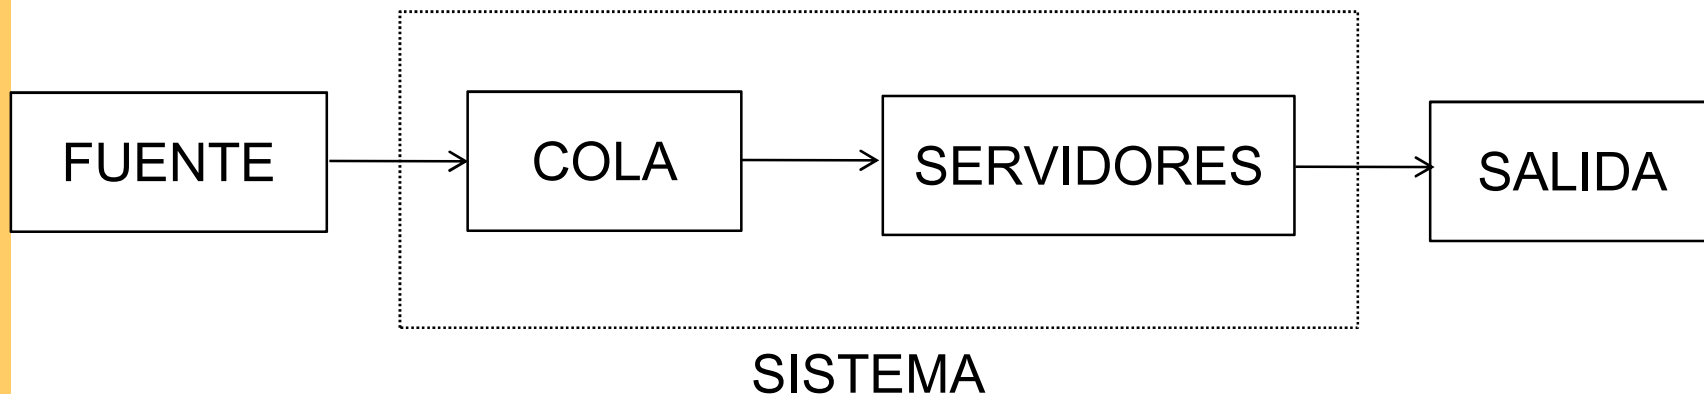 FUENTE
COLA
SERVIDORES
SALIDA
SISTEMA